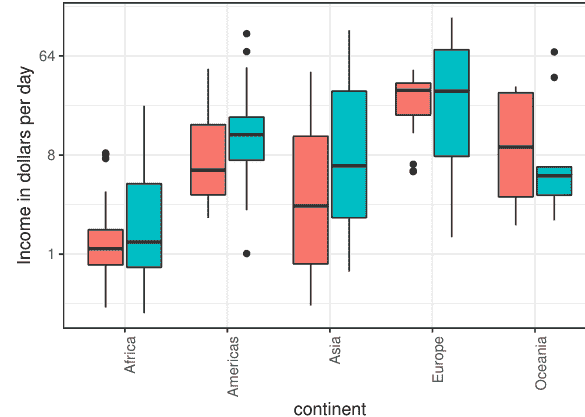 Income in dollars per day
64
8
1
Africa
Americas
Asia
Europe
Oceania
continent